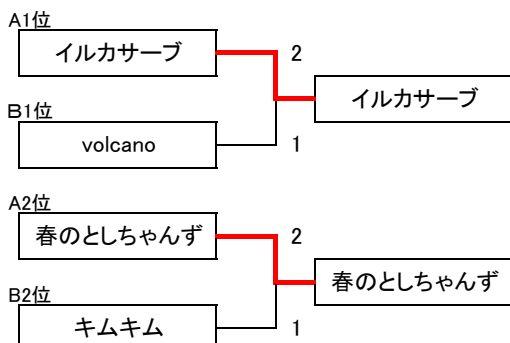 A1位
イルカサーブ
2
イルカサーブ
B1位
volcano
1
A2位
春のとしちゃんず
2
春のとしちゃんず
B2位
キムキム
1